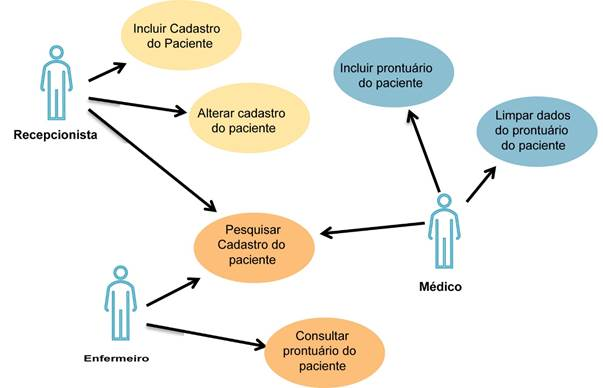 Incluir Cadastro
do Paciente
Recepcionista
Alterar cadastro
do paciente
Incluir prontuário
do paciente
Limpar dados
do prontuário
do paciente
Pesquisar
Cadastro do
paciente
Médico
Enfermeiro
Consultar
prontuário do
paciente